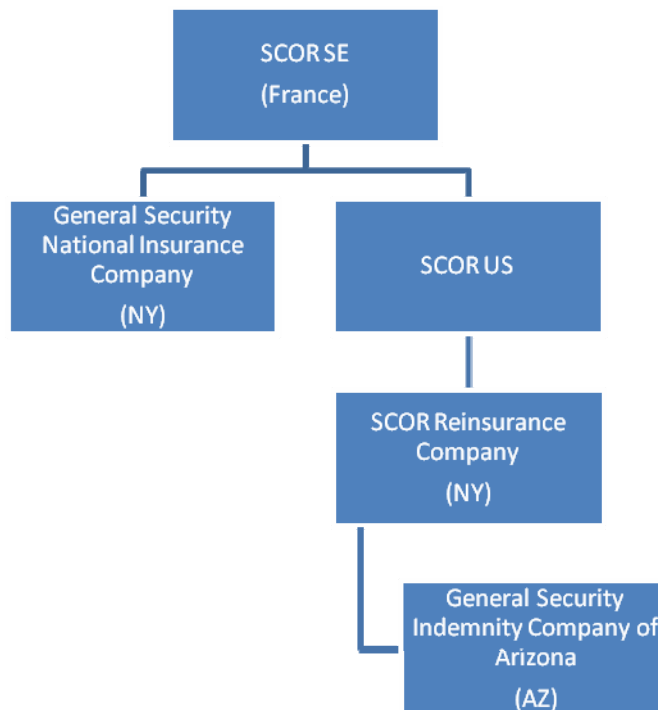 SCOR SE
(France)
General Security
National Insurance
Company
(NY)
SCOR US
SCOR Reinsurance
Company
(NY)
General Security
Indemnity Company of
Arizona
(AZ)